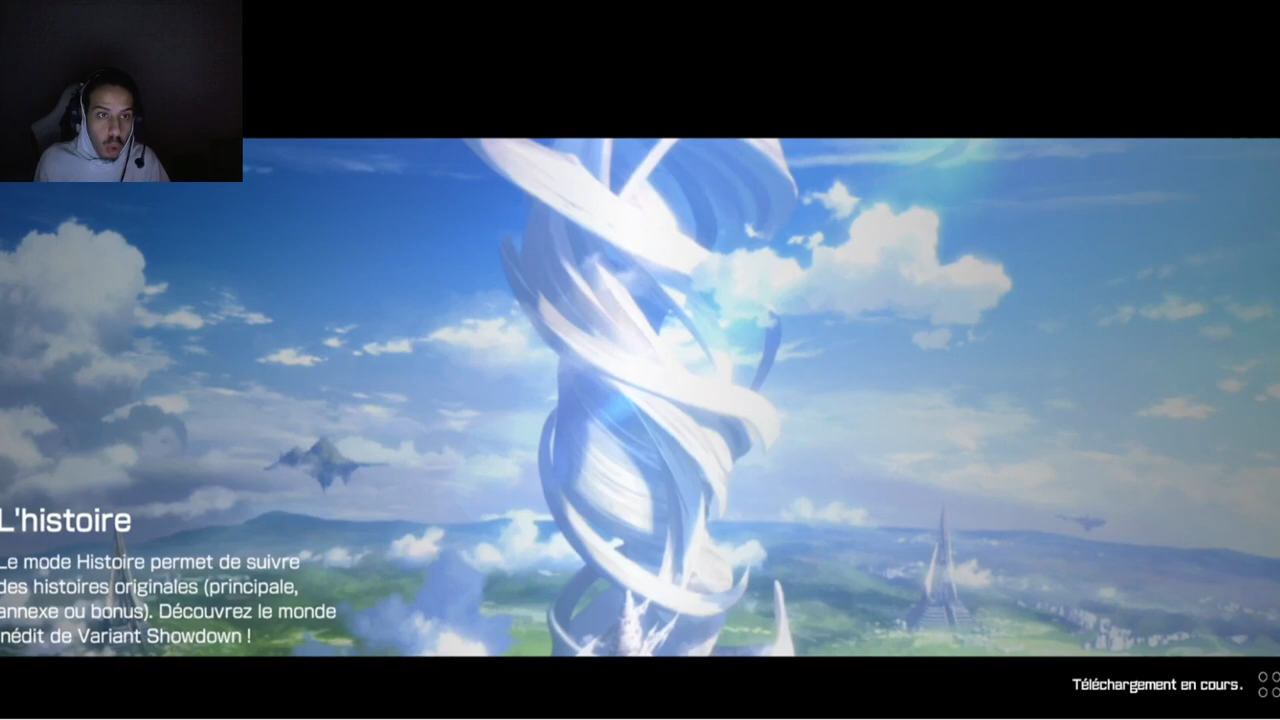 L'histoire
Le mode Histoire permet de suivre
des histoires originales (principale,
annexe ou bonus). Découvrez le monde
inédit de Variant Showdown !
Téléchargement en cours.